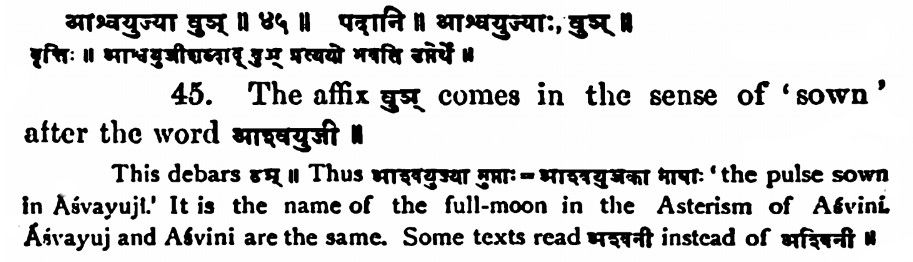 आश्वयुज्या वुञ् ॥ ४५ ॥ पदानि ॥ आश्वयुज्याः, वुञ् ॥
वृत्तिः ॥ आश्वयुजीशब्दाद् वुञ् प्रत्ययो भवति उप्तेर्थे ॥
45. The affix वुञ् comes in the sense of 'sown'
after the word आश्वयुजी ॥
This debars ठञ् ॥ Thus आश्वयुज्या मुप्ताः = आश्वयुजका माषाः 'the pulse sown
in Āśvayujī.' It is the name of the full-moon in the Asterism of Aśvini.
Áśvayuj and Aśvini are the same. Some texts read अश्वनी instead of अश्विनी ॥